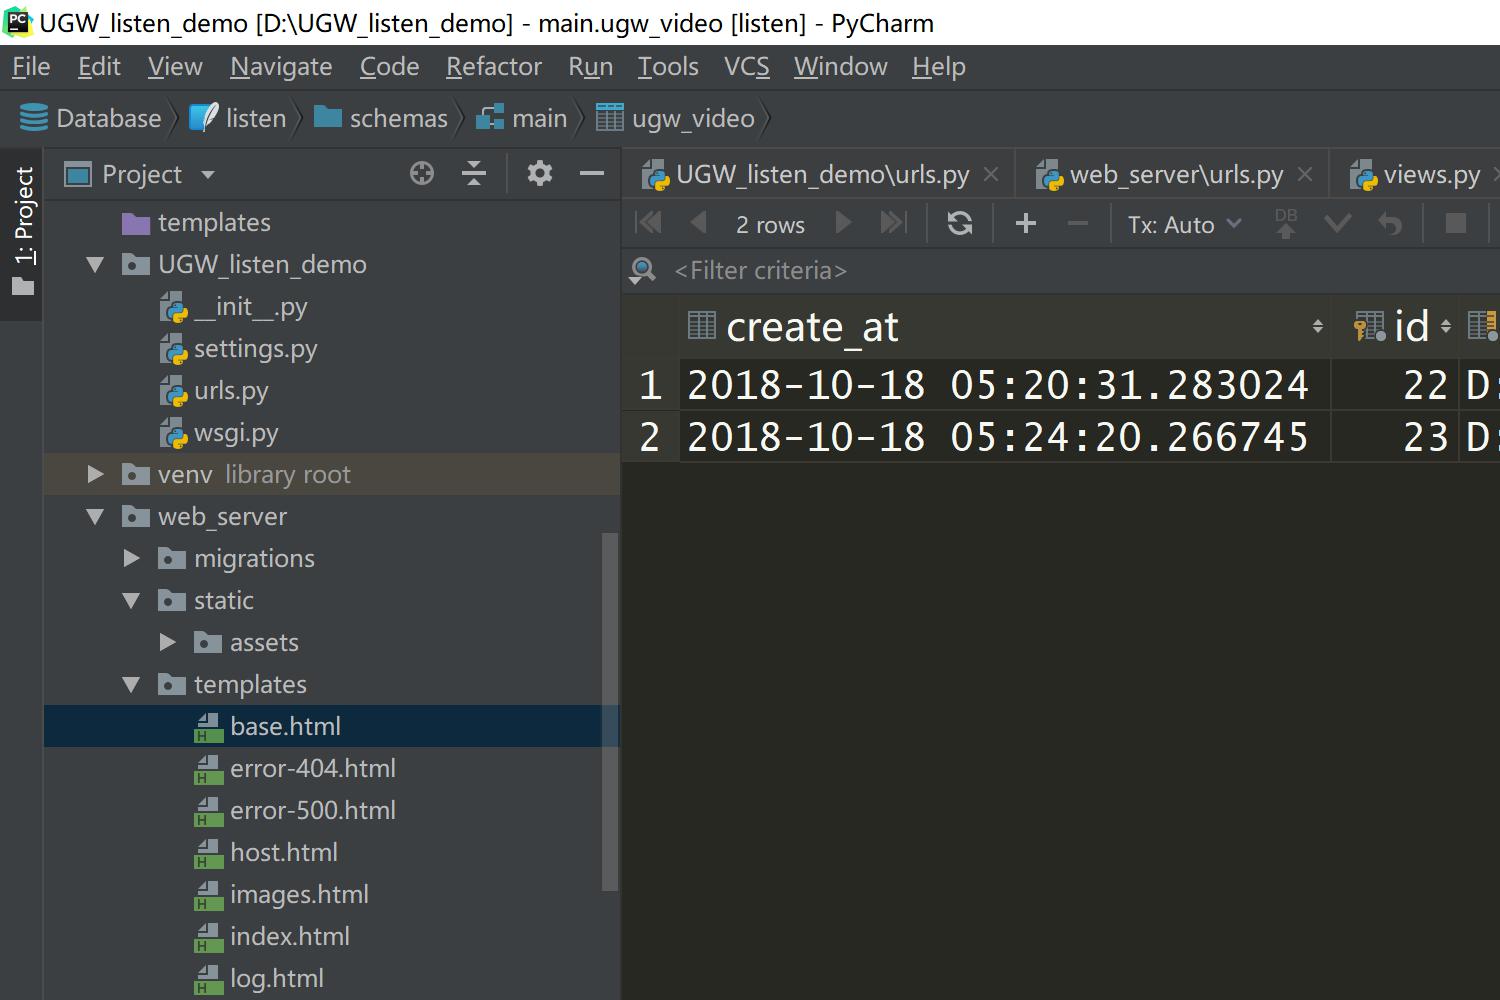 UGW_listen_demo [D:\UGW_listen_demo] - main.ugw_video [listen] - PyCharm
File Edit View Navigate Code Refactor Run Tools VCS Window Help
Database listen schemas main ugw_video
1: Project
Project
templates
UGW_listen_demo
__init__.py
settings.py
urls.py
wsgi.py
venv library root
web_server
migrations
static
assets
templates
base.html
error-404.html
error-500.html
host.html
images.html
index.html
log.html
UGW_listen_demo\urls.py web_server\urls.py views.py
2 rows Tx: Auto DB
<Filter criteria>
create_at id
1 2018-10-18 05:20:31.283024 22 D:
2 2018-10-18 05:24:20.266745 23 D: